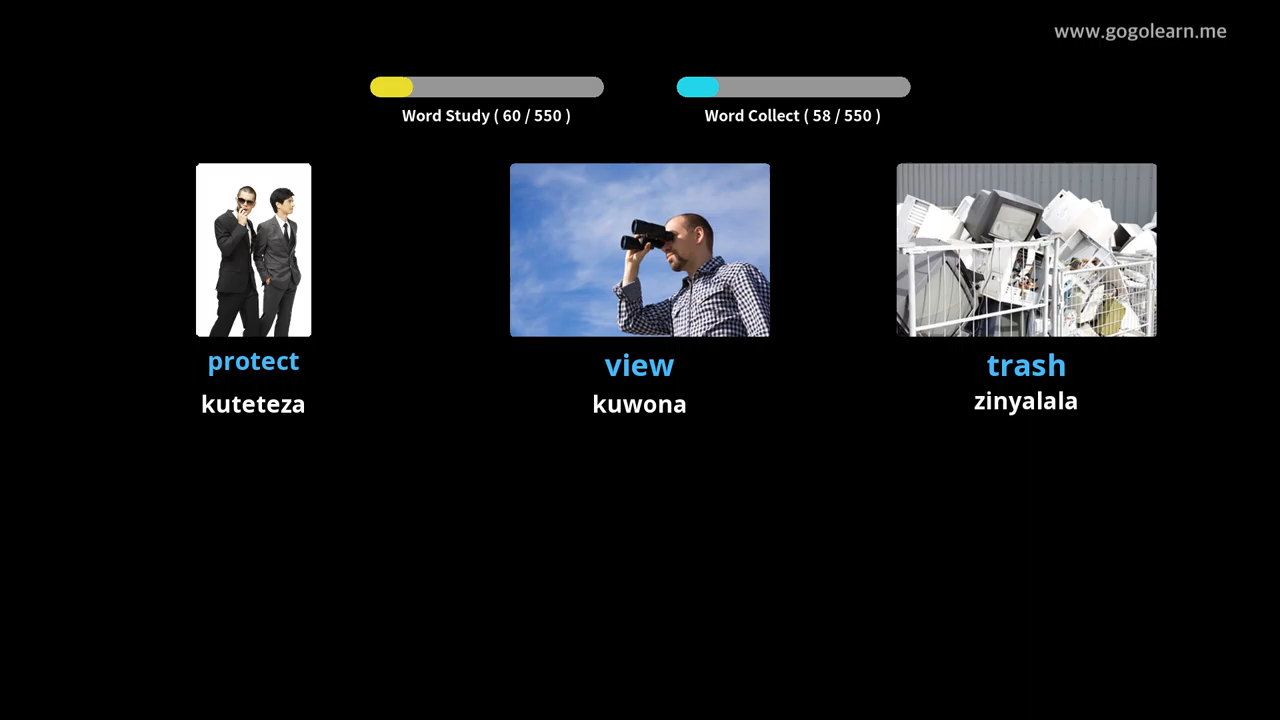 www.gogolearn.me
Word Study ( 60 / 550 )
Word Collect ( 58 / 550 )
protect
kuteteza
view
kuwona
trash
zinyalala